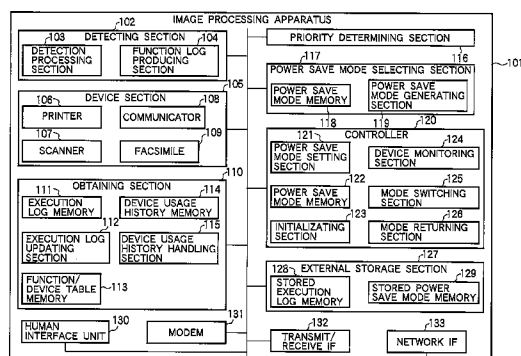 IMAGE PROCESSING APPARATUS
101
102
DETECTING SECTION
103
DETECTION
PROCESSING
SECTION
104
FUNCTION LOG
PRODUCING
SECTION
105
DEVICE SECTION
106
PRINTER
108
COMMUNICATOR
107
SCANNER
109
FACSIMILE
110
OBTAINING SECTION
111
EXECUTION
LOG MEMORY
114
DEVICE USAGE
HISTORY MEMORY
112
EXECUTION LOG
UPDATING
SECTION
115
DEVICE USAGE
HISTORY HANDLING
SECTION
FUNCTION/
DEVICE TABLE
MEMORY
113
HUMAN
INTERFACE UNIT
130
MODEM
131
PRIORITY DETERMINING SECTION
116
117
POWER SAVE MODE SELECTING SECTION
POWER SAVE
MODE MEMORY
118
POWER SAVE
MODE GENERATING
SECTION
119
120
CONTROLLER
121
POWER SAVE
MODE SETTING
SECTION
124
DEVICE MONITORING
SECTION
POWER SAVE
MODE MEMORY
122
125
MODE SWITCHING
SECTION
123
INITIALIZATING
SECTION
126
MODE RETURNING
SECTION
127
EXTERNAL STORAGE SECTION
128
STORED
EXECUTION
LOG MEMORY
129
STORED POWER
SAVE MODE MEMORY
132
TRANSMIT/
RECEIVE IF
133
NETWORK IF